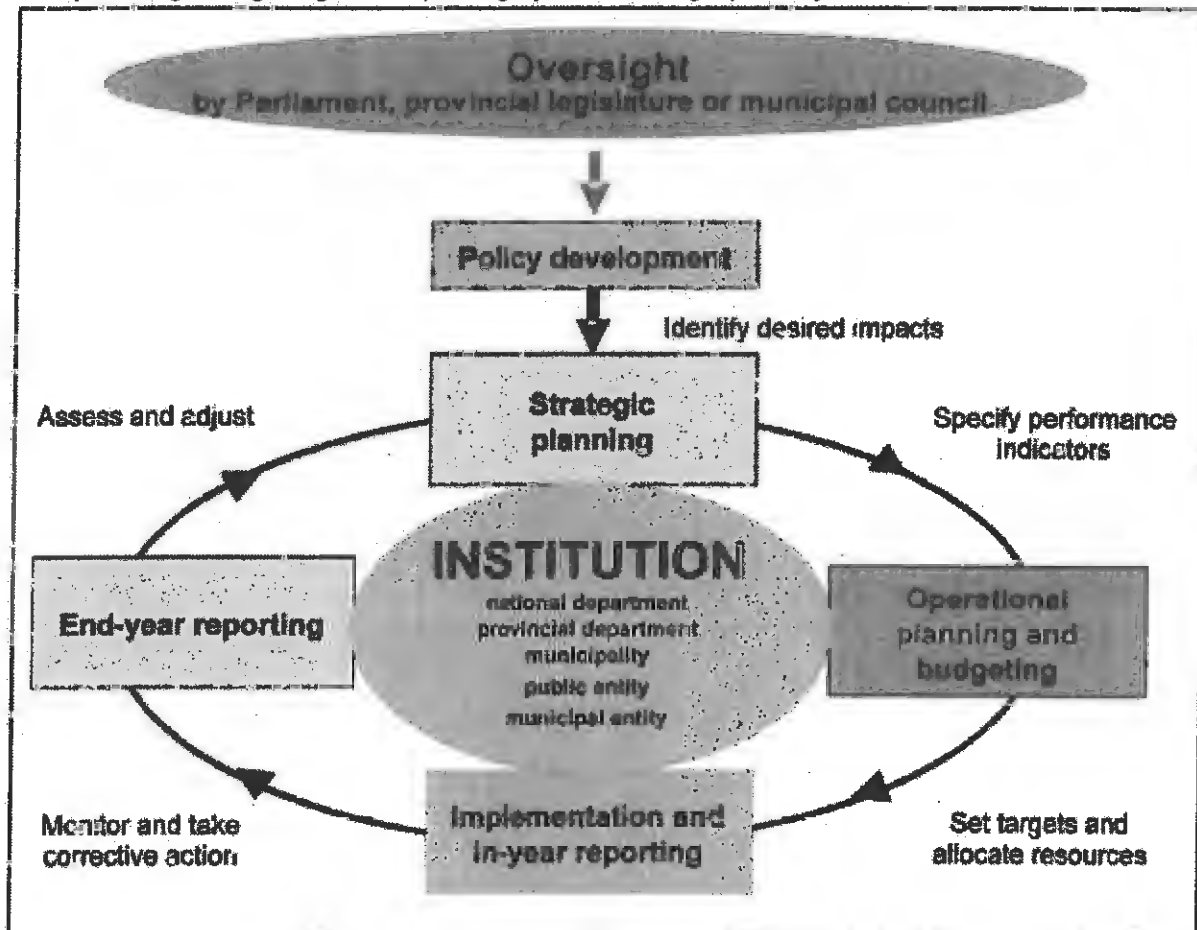 Oversight
by Parliament, provincial legislature or municipal council
Policy development
Identify desired impacts
Strategic
planning
Assess and adjust
Specify performance
indicators
INSTITUTION
national department
provincial department
municipality
public entity
municipal entity
End-year reporting
Operational
planning and
budgeting
Implementation and
in-year reporting
Monitor and take
corrective action
Set targets and
allocate resources